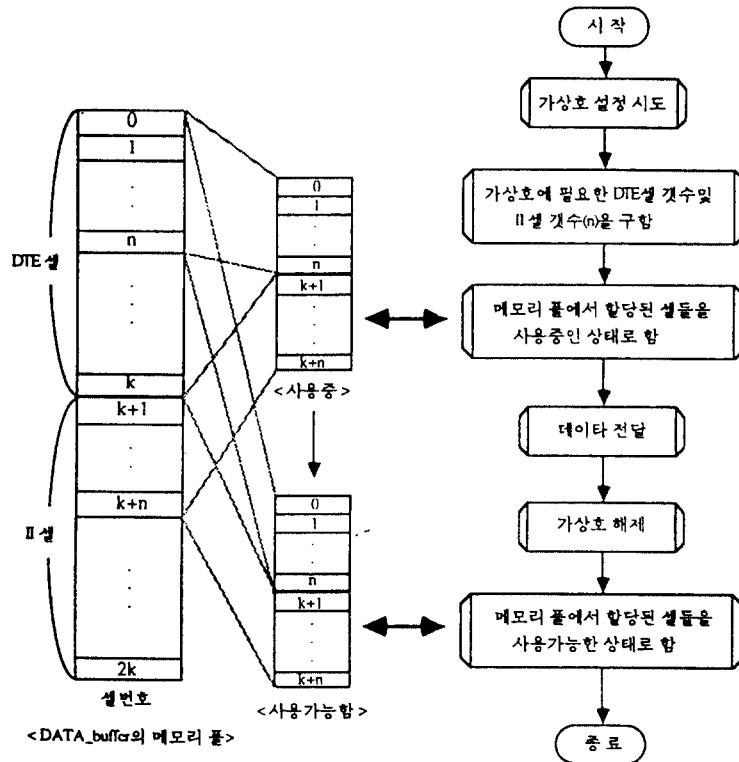 0
1
n
k
k+1
k+n
2k
DTE 셀
II 셀
셀번호
<DATA_buffer의 메모리 풀>
0
1
n
k+1
k+n
<사용중>
0
1
n
k+1
k+n
<사용가능함>
시 작
가상호 설정 시도
가상호에 필요한 DTE셀 갯수및
II 셀 갯수(n)을 구함
메모리 풀에서 할당된 셀들을
사용중인 상태로 함
데이타 전달
가상호 해제
메모리 풀에서 할당된 셀들을
사용가능한 상태로 함
종 료